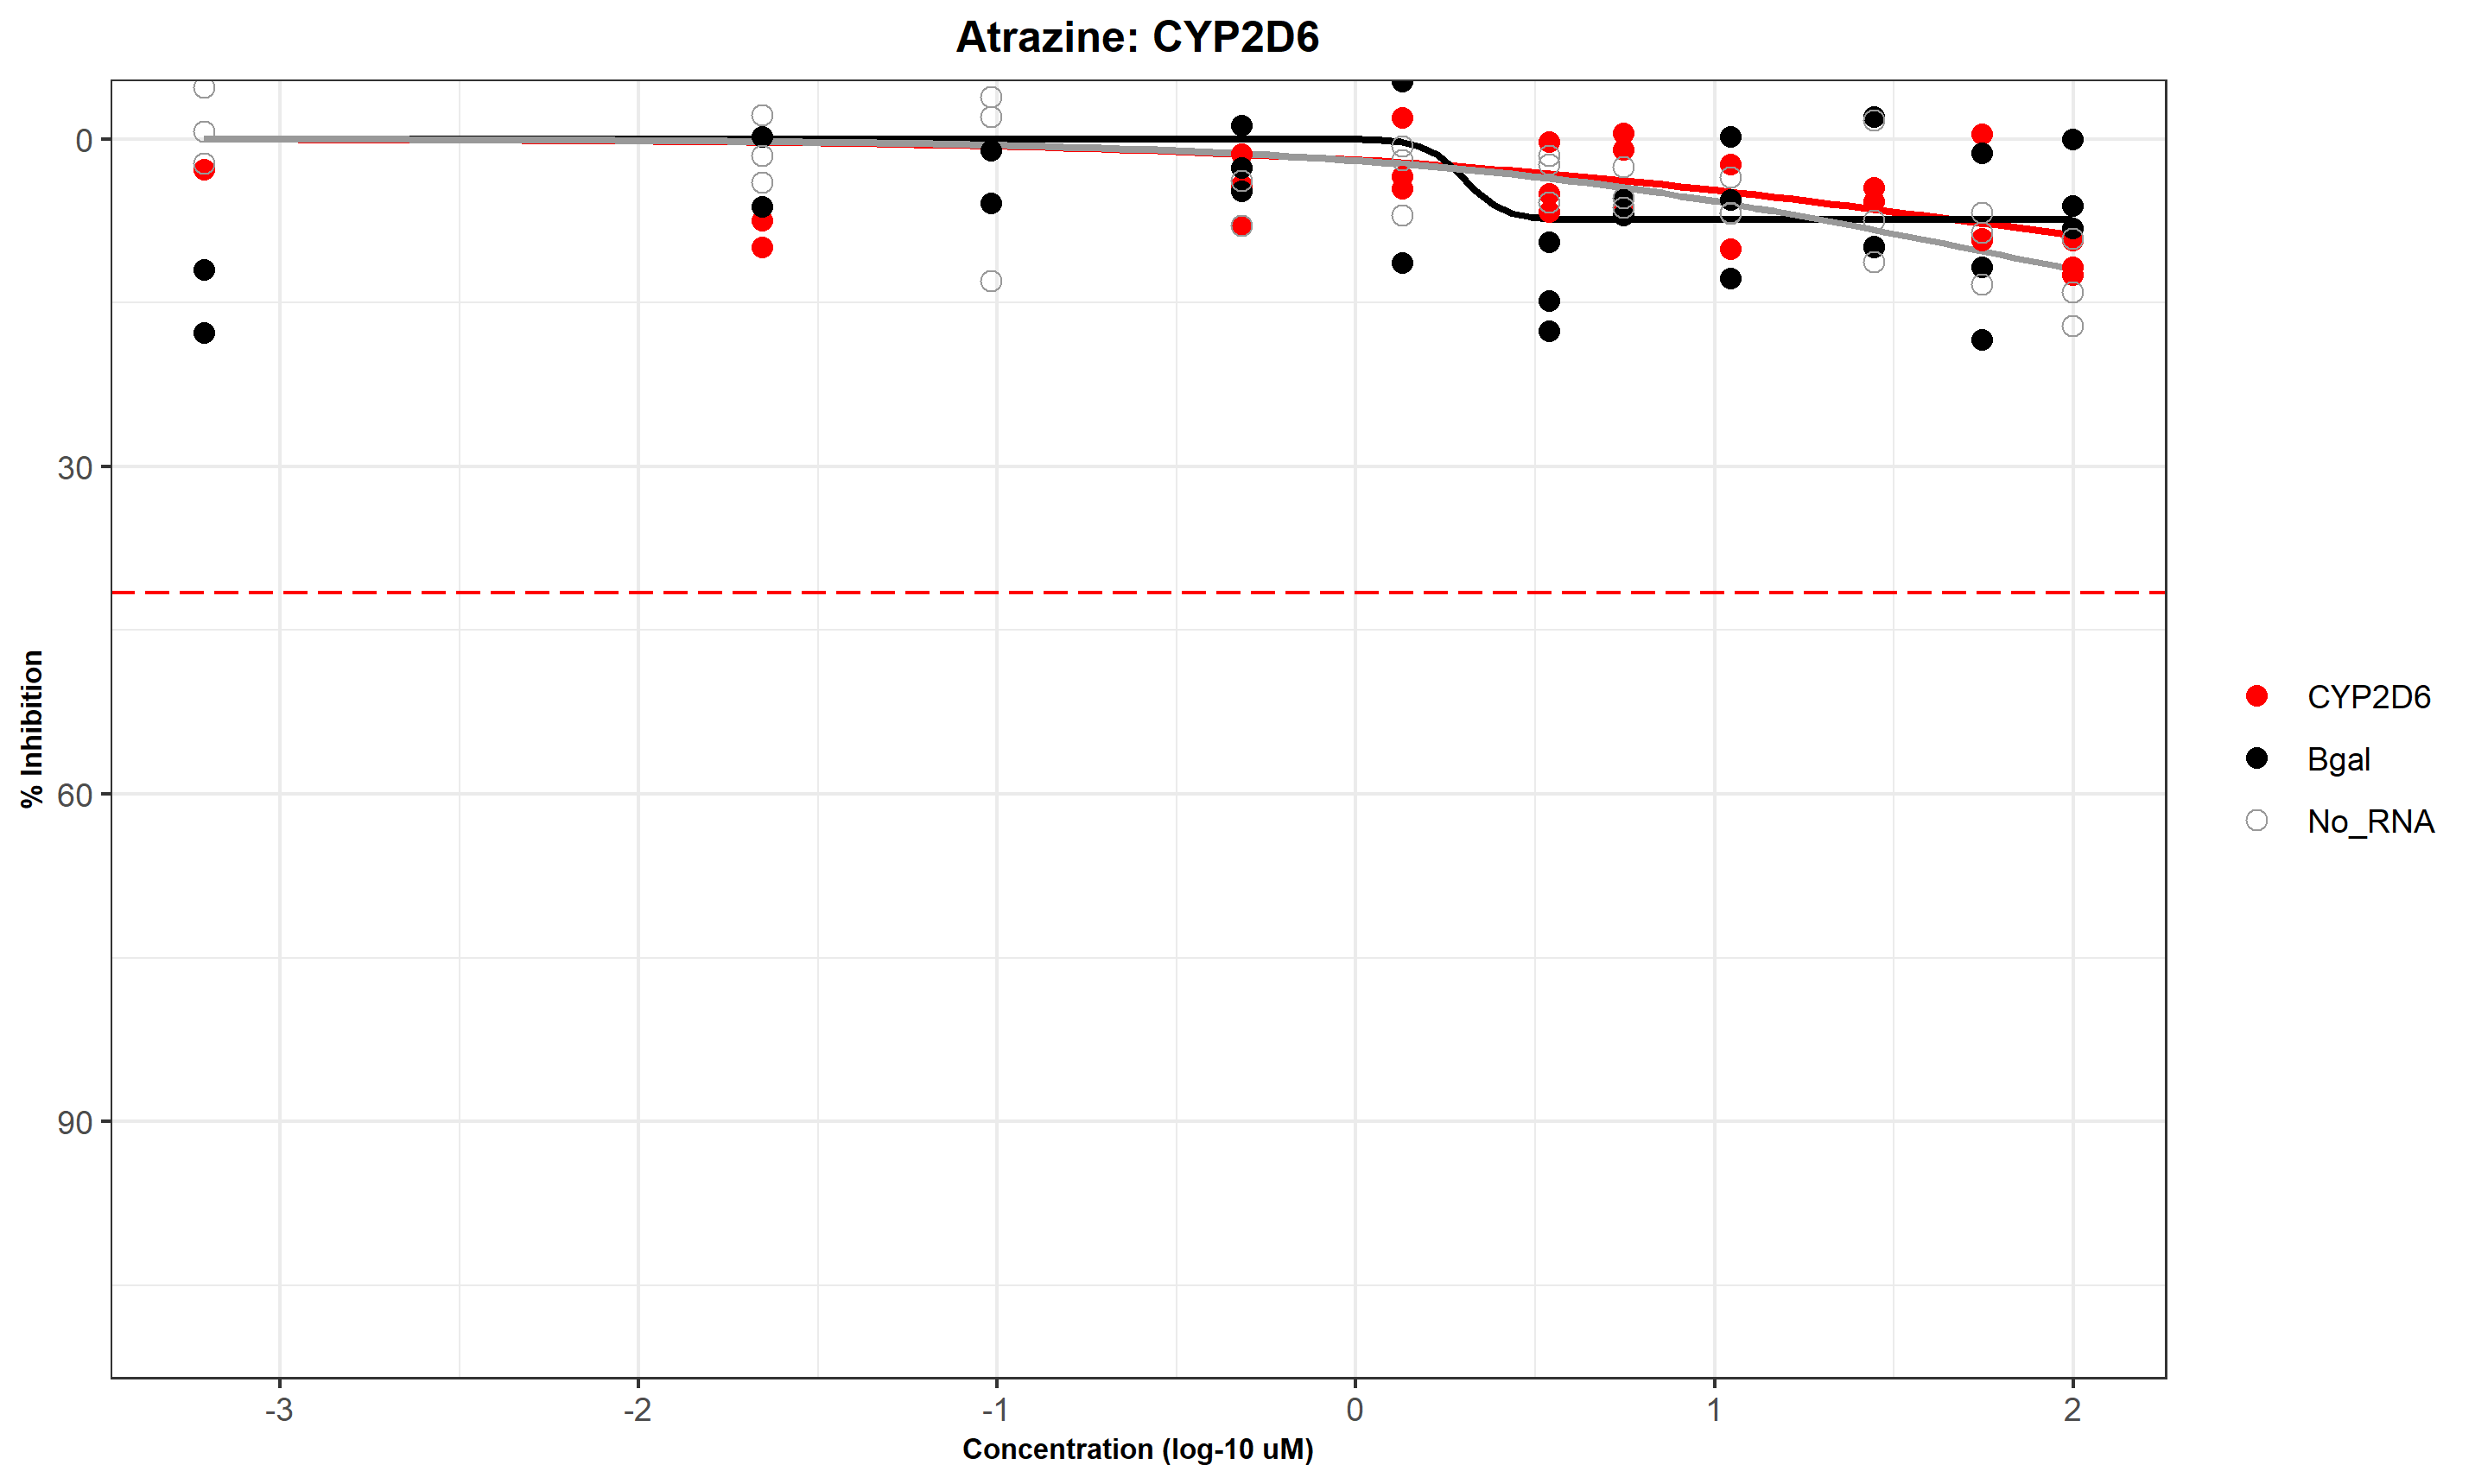 Atrazine: CYP2D6
% Inhibition
0
30
60
90
-3
-2
-1
0
1
2
Concentration (log-10 uM)
CYP2D6
Bgal
No_RNA